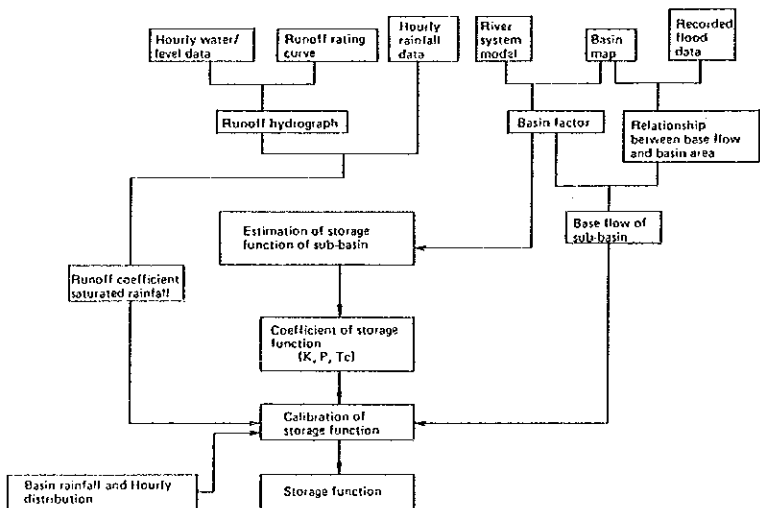 Hourly water/
level data
Runoff rating
curve
Hourly
rainfall
data
River
system
model
Basin
map
Recorded
flood
data
Runoff hydrograph
Basin factor
Relationship
between base flow
and basin area
Estimation of storage
function of sub-basin
Base flow of
sub-basin
Runoff coefficient
saturated rainfall
Coefficient of storage
function
(K, P, Tc)
Calibration of
storage function
Basin rainfall and Hourly
distribution
Storage function